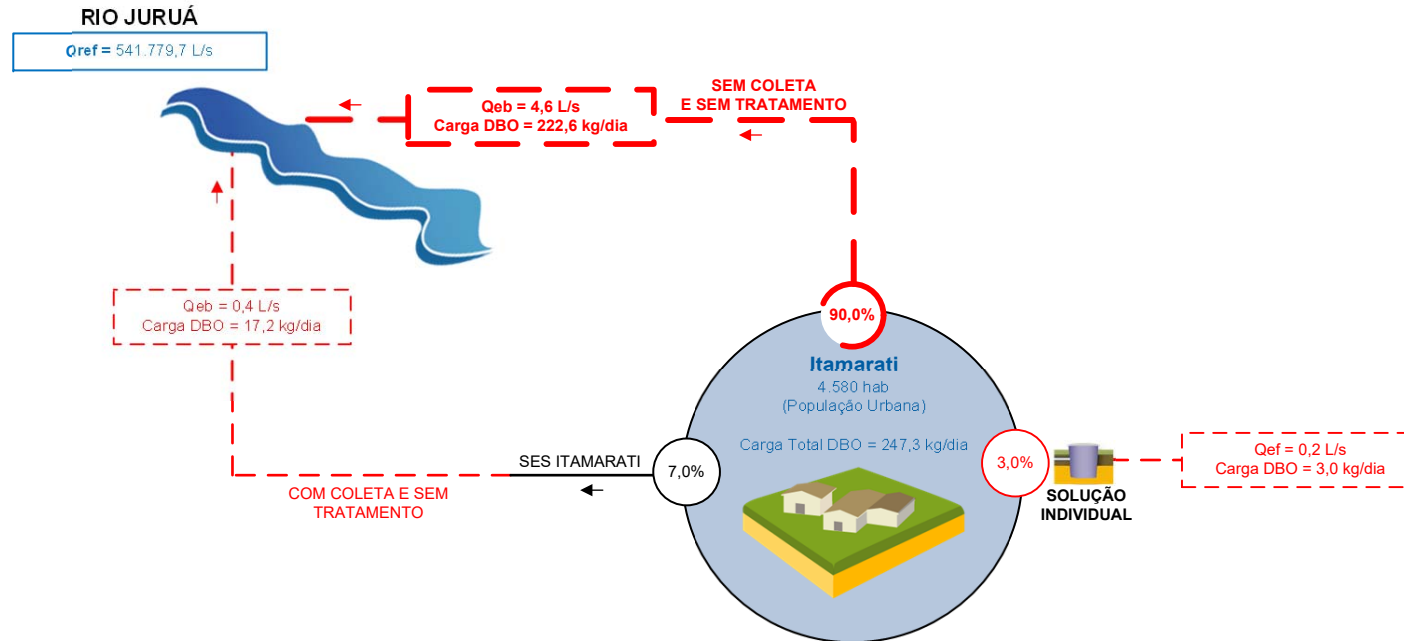 RIO JURUÁ
Qref = 541.779,7 L/s
SEM COLETA
E SEM TRATAMENTO
Qeb = 4,6 L/s
Carga DBO = 222,6 kg/dia
Qeb = 0,4 L/s
Carga DBO = 17,2 kg/dia
90,0%
Itamarati
4.580 hab
(População Urbana)
Carga Total DBO = 247,3 kg/dia
SES ITAMARATI
7,0%
COM COLETA E SEM
TRATAMENTO
3,0%
SOLUÇÃO
INDIVIDUAL
Qef = 0,2 L/s
Carga DBO = 3,0 kg/dia